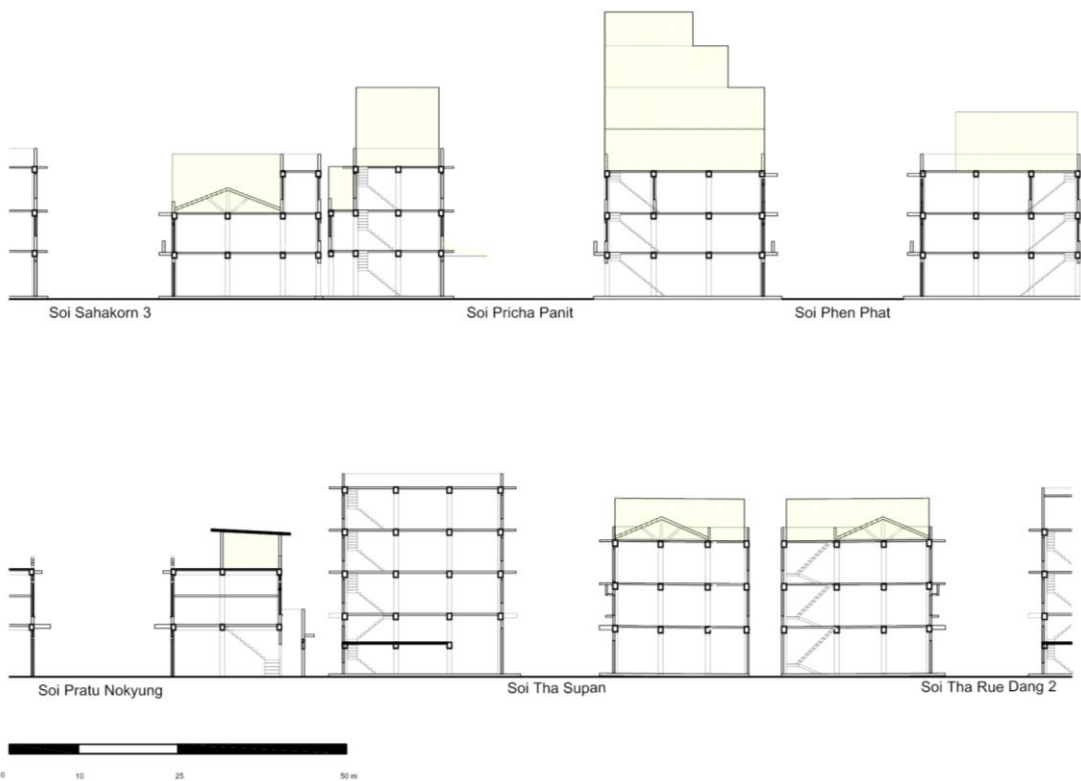 Soi Sahakorn 3
Soi Pricha Panit
Soi Phen Phat
Soi Pratu Nokyung
Soi Tha Supan
Soi Tha Rue Dang 2
0 10 25 50 m